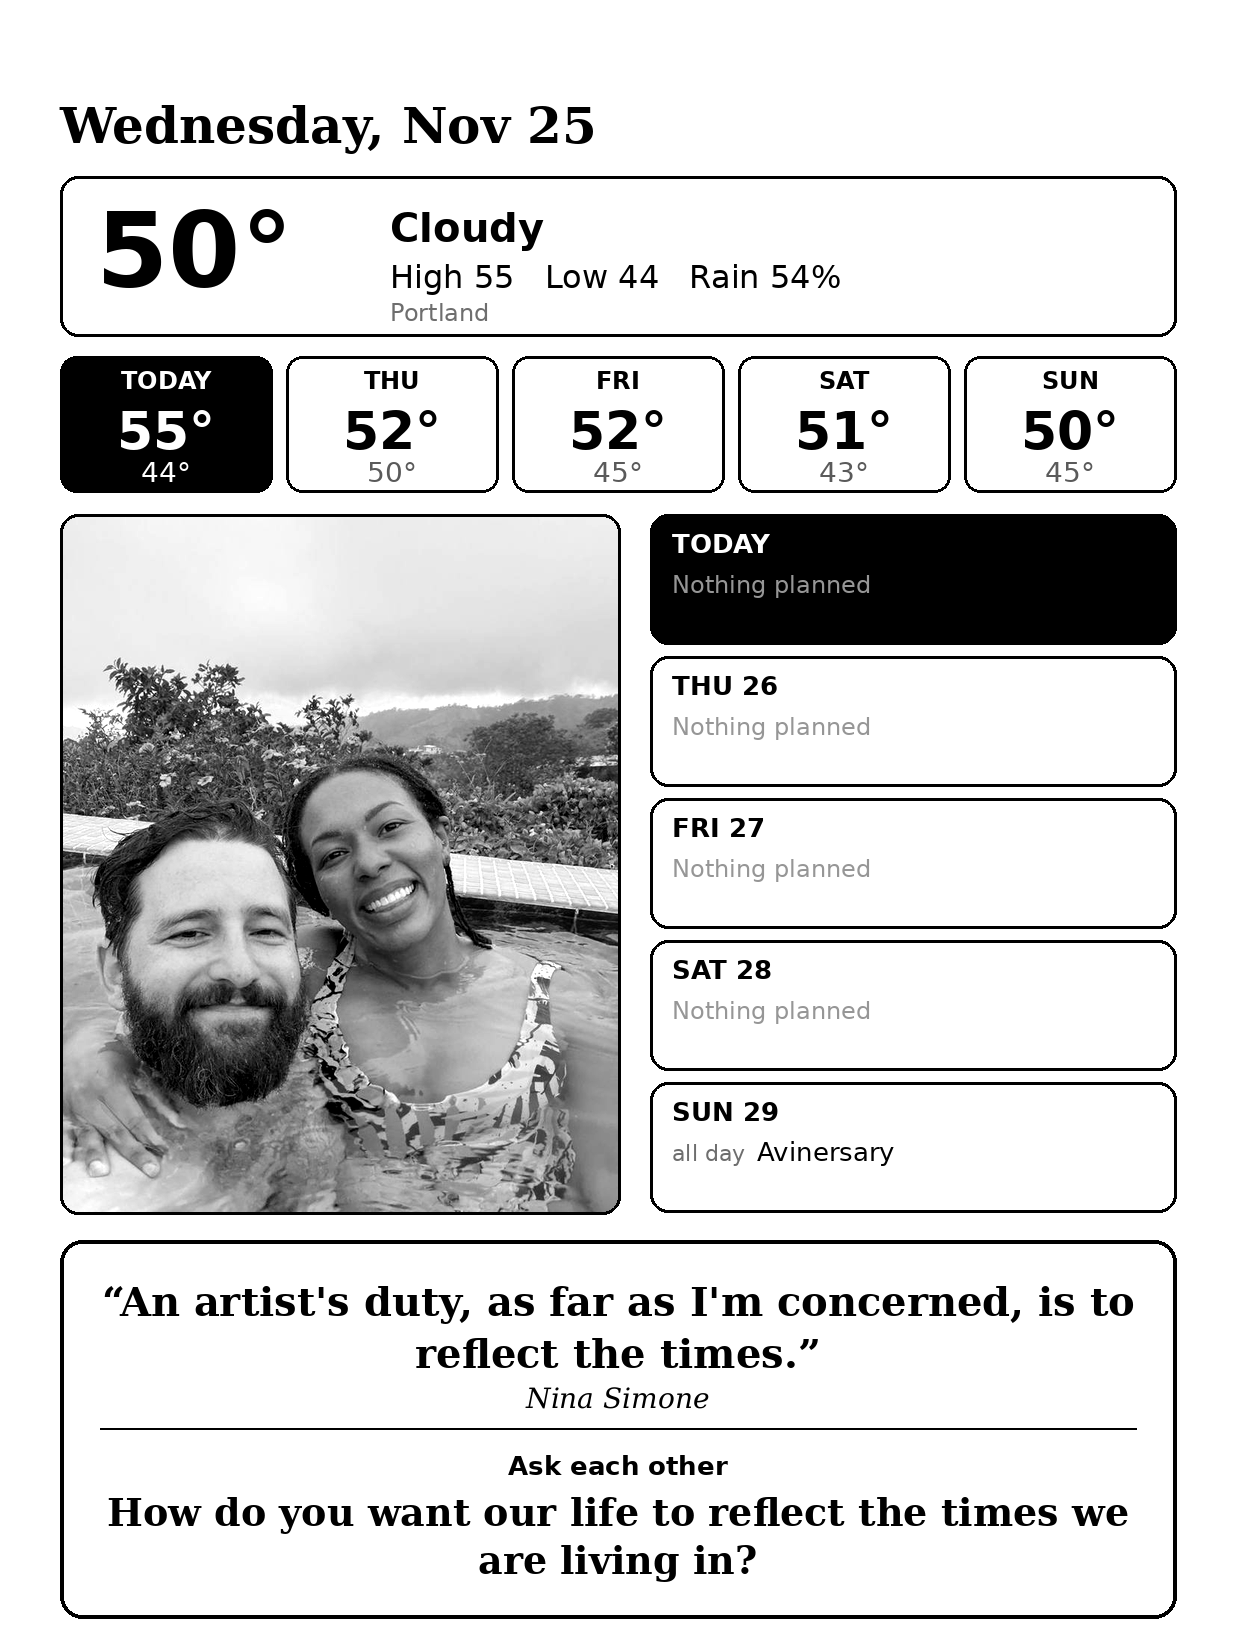 Wednesday, Nov 25
50°
Cloudy
High 55 Low 44 Rain 54%
Portland
TODAY
55°
44°
THU
52°
50°
FRI
52°
45°
SAT
51°
43°
SUN
50°
45°
TODAY
Nothing planned
THU 26
Nothing planned
FRI 27
Nothing planned
SAT 28
Nothing planned
SUN 29
all day Avinersary
“An artist's duty, as far as I'm concerned, is to
reflect the times.”
Nina Simone
Ask each other
How do you want our life to reflect the times we
are living in?